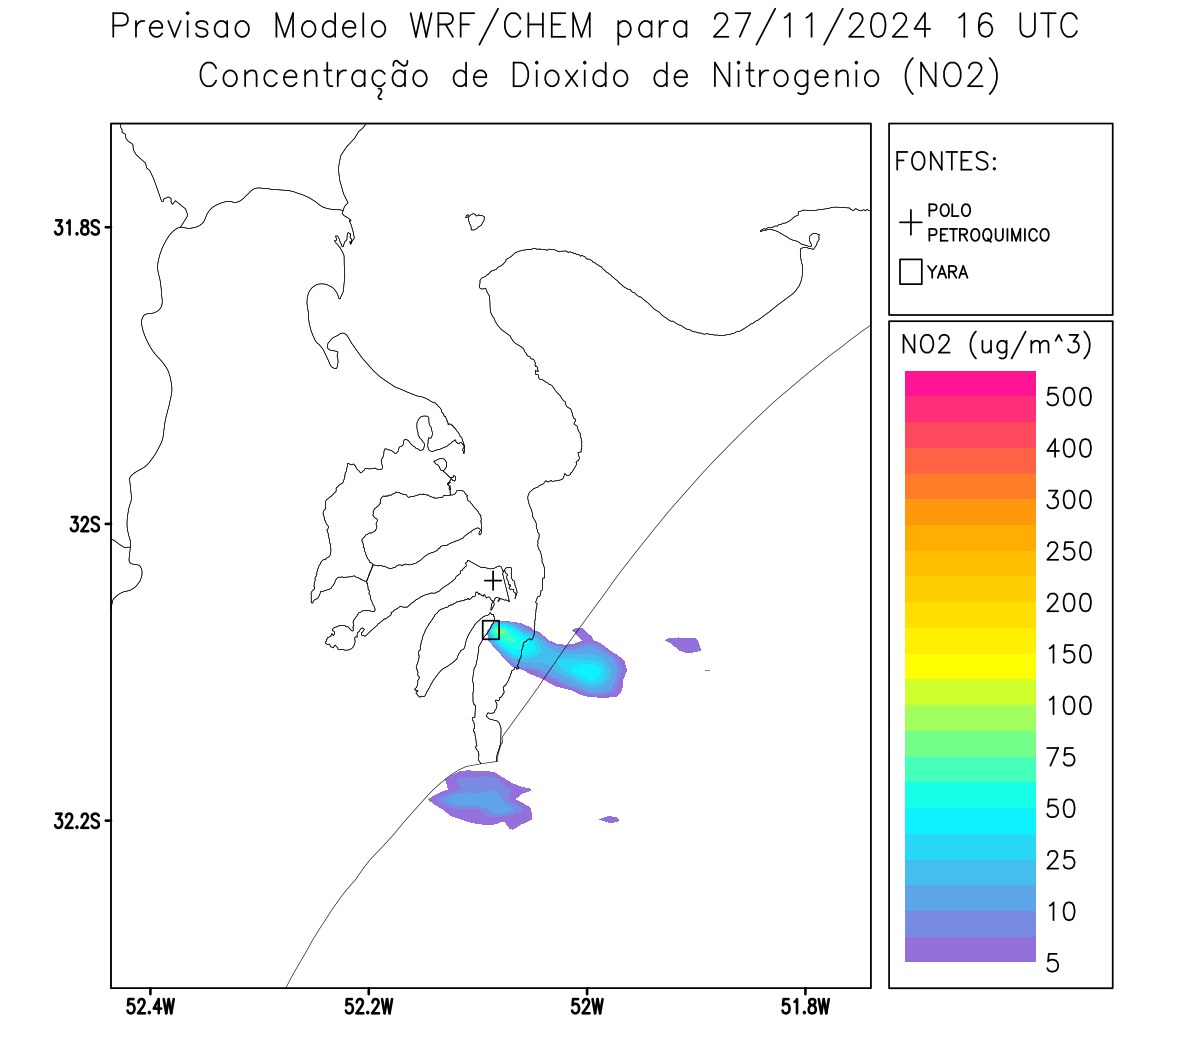 Previsao Modelo WRF/CHEM para 27/11/2024 16 UTC
Concentração de Dioxido de Nitrogenio (NO2)
FONTES:
POLO
PETROQUIMICO
YARA
NO2 (ug/m^3)
500
400
300
250
200
150
100
75
50
25
10
5
31.8S
32S
32.2S
52.4W
52.2W
52W
51.8W